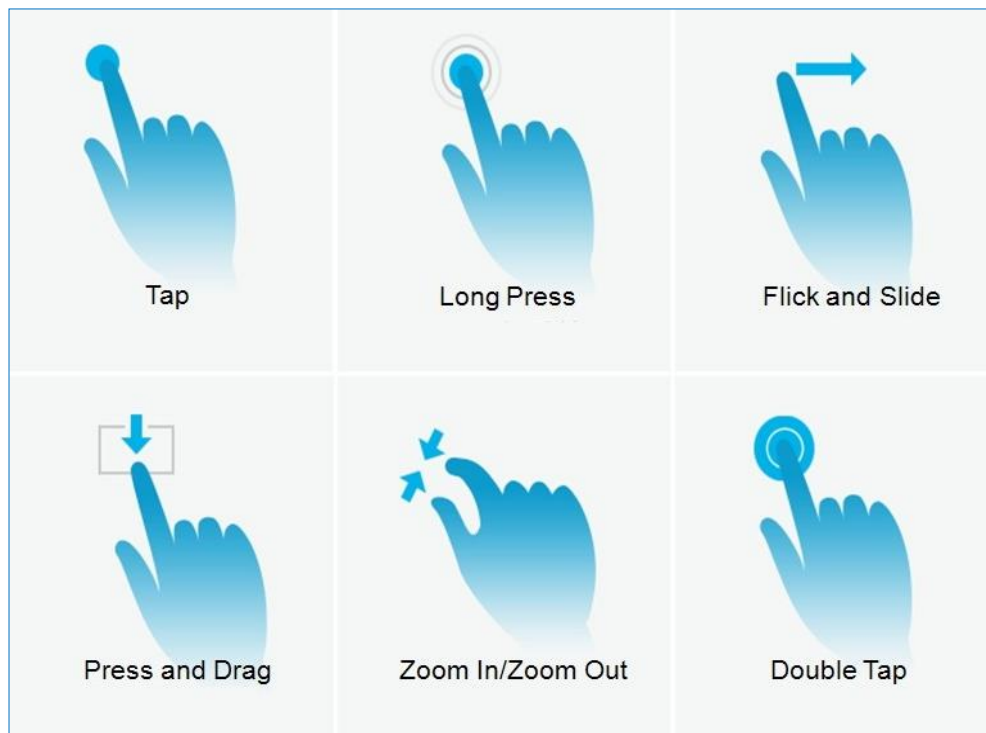 Tap
Long Press
Flick and Slide
Press and Drag
Zoom In/Zoom Out
Double Tap